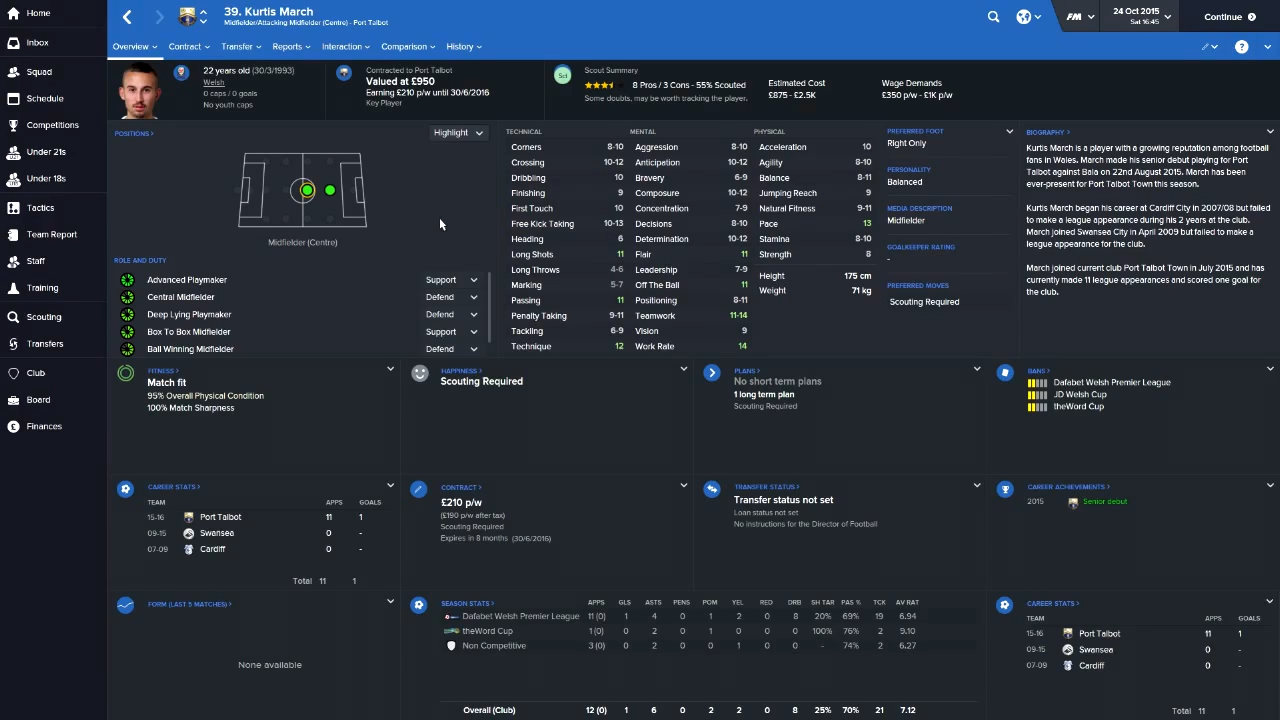 Home
Inbox
Squad
Schedule
Competitions
Under 21s
Under 18s
Tactics
Team Report
Staff
Training
Scouting
Transfers
Club
Board
Finances
39. Kurtis March
Midfielder/Attacking Midfielder (Centre) - Port Talbot
FM
24 Oct 2015
Sat 16:45
Continue
Overview
Contract
Transfer
Reports
Interaction
Comparison
History
?
22 years old (30/3/1993)
Welsh
0 caps / 0 goals
No youth caps
Contracted to Port Talbot
Valued at £950
Earning £210 p/w until 30/6/2016
Key Player
Sct
Scout Summary
8 Pros / 3 Cons - 55% Scouted
Some doubts, may be worth tracking the player.
Estimated Cost
£875 - £2.5K
Wage Demands
£350 p/w - £1K p/w
POSITIONS >
Highlight
Midfielder (Centre)
ROLE AND DUTY
Advanced Playmaker Support
Central Midfielder Defend
Deep Lying Playmaker Defend
Box To Box Midfielder Support
Ball Winning Midfielder Defend
TECHNICAL
Corners 8-10
Crossing 10-12
Dribbling 10
Finishing 9
First Touch 10
Free Kick Taking 10-13
Heading 6
Long Shots 11
Long Throws 4-6
Marking 5-7
Passing 11
Penalty Taking 9-11
Tackling 6-9
Technique 12
MENTAL
Aggression 8-10
Anticipation 10-12
Bravery 6-9
Composure 10-12
Concentration 7-9
Decisions 8-10
Determination 10-12
Flair 11
Leadership 7-9
Off The Ball 11
Positioning 8-11
Teamwork 11-14
Vision 9
Work Rate 14
PHYSICAL
Acceleration 10
Agility 8-10
Balance 8-11
Jumping Reach 9
Natural Fitness 9-11
Pace 13
Stamina 8-10
Strength 8
Height 175 cm
Weight 71 kg
PREFERRED FOOT
Right Only
PERSONALITY
Balanced
MEDIA DESCRIPTION
Midfielder
GOALKEEPER RATING
-
PREFERRED MOVES
Scouting Required
BIOGRAPHY >
Kurtis March is a player with a growing reputation among football
fans in Wales. March made his senior debut playing for Port
Talbot against Bala on 22nd August 2015. March has been
ever-present for Port Talbot Town this season.
Kurtis March began his career at Cardiff City in 2007/08 but failed
to make a league appearance during his 2 years at the club.
March joined Swansea City in April 2009 but failed to make a
league appearance for the club.
March joined current club Port Talbot Town in July 2015 and has
currently made 11 league appearances and scored one goal for
the club.
FITNESS >
Match fit
95% Overall Physical Condition
100% Match Sharpness
HAPPINESS >
Scouting Required
PLANS >
No short term plans
1 long term plan
Scouting Required
BANS >
Dafabet Welsh Premier League
JD Welsh Cup
theWord Cup
CAREER STATS >
TEAM APPS GOALS
15-16 Port Talbot 11 1
09-15 Swansea 0 -
07-09 Cardiff 0 -
Total 11 1
CONTRACT >
£210 p/w
(£190 p/w after tax)
Scouting Required
Expires in 8 months (30/6/2016)
TRANSFER STATUS >
Transfer status not set
Loan status not set
No instructions for the Director of Football
CAREER ACHIEVEMENTS >
2015 Senior debut
FORM (LAST 5 MATCHES) >
None available
SEASON STATS > APPS GLS ASTS PENS POM YEL RED DRB SH TAR PAS % TCK AV RAT
Dafabet Welsh Premier League 11 (0) 1 4 0 1 2 0 8 20% 69% 19 6.94
theWord Cup 1 (0) 0 2 0 1 0 0 0 100% 76% 2 9.10
Non Competitive 3 (0) 0 2 0 0 1 0 0 - 74% 2 6.27
Overall (Club) 12 (0) 1 6 0 2 2 0 8 25% 70% 21 7.12
CAREER STATS >
TEAM APPS GOALS
15-16 Port Talbot 11 1
09-15 Swansea 0 -
07-09 Cardiff 0 -
Total 11 1